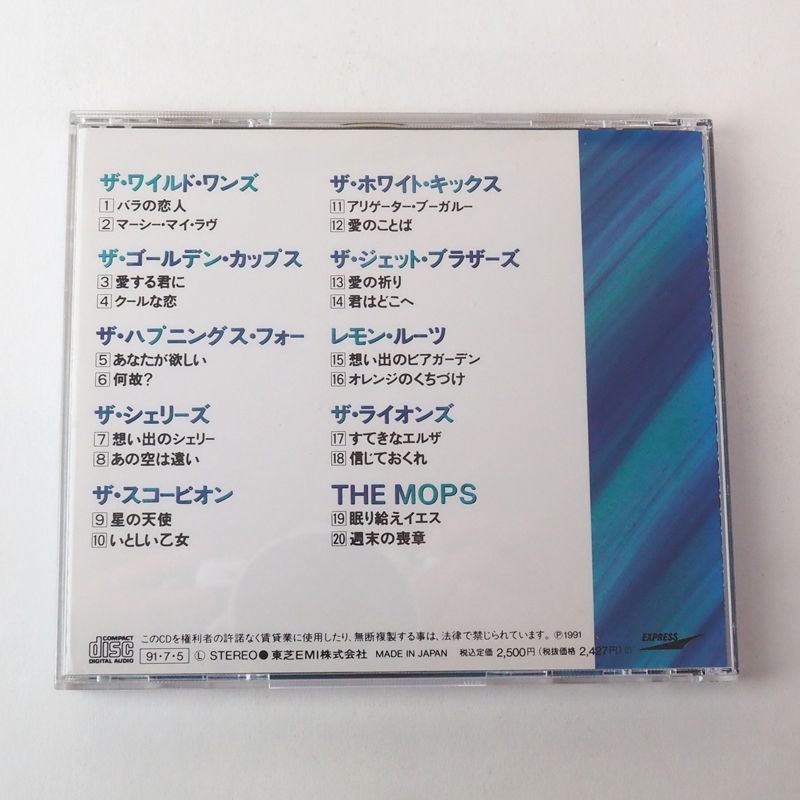 ザ・ワイルド・ワンズ
1 バラの恋人
2 マーシー・マイ・ラヴ
ザ・ゴールデン・カップス
3 愛する君に
4 クールな恋
ザ・ハプニングス・フォー
5 あなたが欲しい
6 何故?
ザ・シェリーズ
7 想い出のシェリー
8 あの空は遠い
ザ・スコーピオン
9 星の天使
10 いとしい乙女
ザ・ホワイト・キックス
11 アリゲーター・ブーガルー
12 愛のことば
ザ・ジェット・ブラザーズ
13 愛の祈り
14 君はどこへ
レモン・ルーツ
15 想い出のビアガーデン
16 オレンジのくちづけ
ザ・ライオンズ
17 すてきなエルザ
18 信じておくれ
THE MOPS
19 眠り給えイエス
20 週末の喪章
COMPACT
disc
DIGITAL AUDIO
このCDを権利者の許諾なく賃貸業に使用したり、無断複製する事は、法律で禁じられています。 Ⓟ1991
91・7・5 Ⓛ STEREO● 東芝EMI株式会社 MADE IN JAPAN 税込定価 2,500円 (税抜価格 2,427円)
EXPRESS